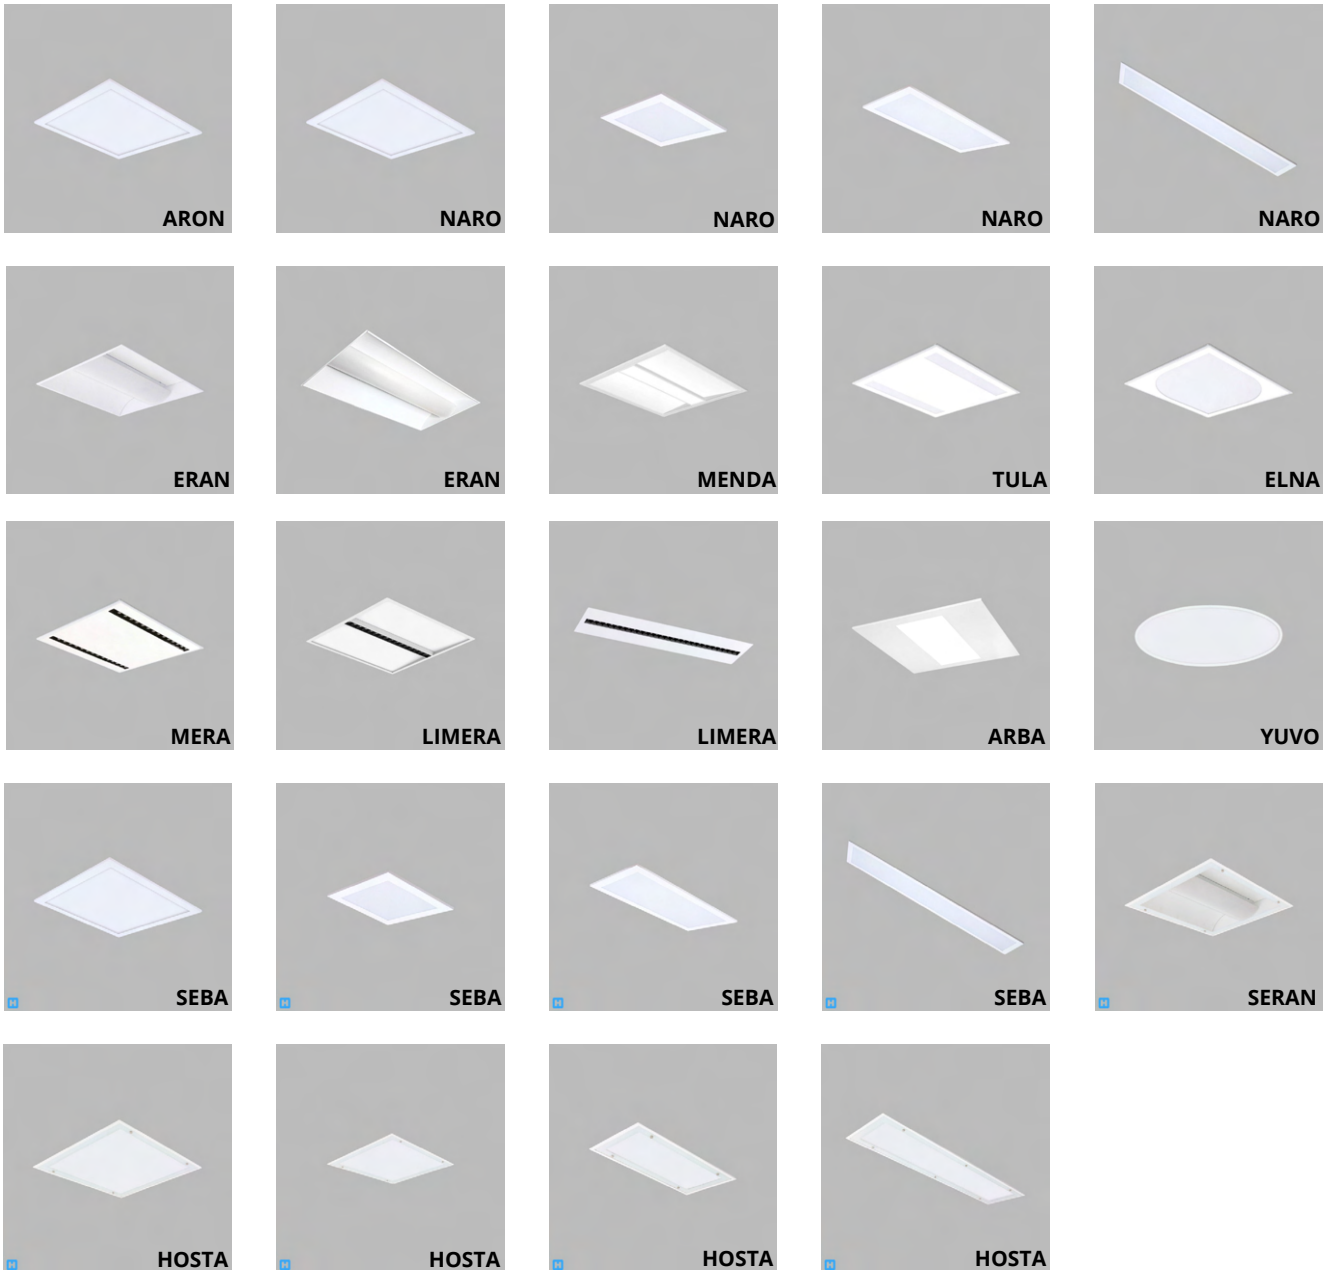 ARON
NARO
NARO
NARO
NARO
ERAN
ERAN
MENDA
TULA
ELNA
MERA
LIMERA
LIMERA
ARBA
YUVO
SEBA
H
SEBA
H
SEBA
H
SEBA
H
SERAN
H
HOSTA
H
HOSTA
H
HOSTA
H
HOSTA
H